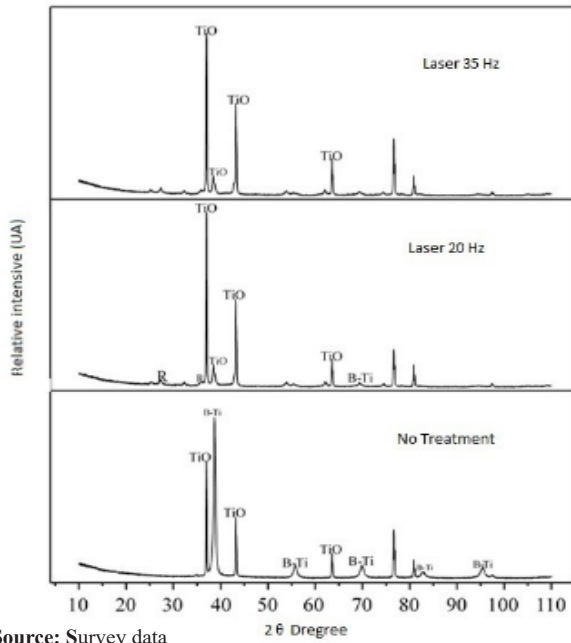 TiO
Laser 35 Hz
TiO
TiO
TiO
TiO
Laser 20 Hz
TiO
TiO
TiO
R
R
B-Ti
B-Ti
No Treatment
TiO
TiO
B-Ti
TiO
B-Ti
B-Ti
B-Ti
Relative intensive (UA)
10 20 30 40 50 60 70 80 90 100 110
2 θ Dregree
Source: Survey data